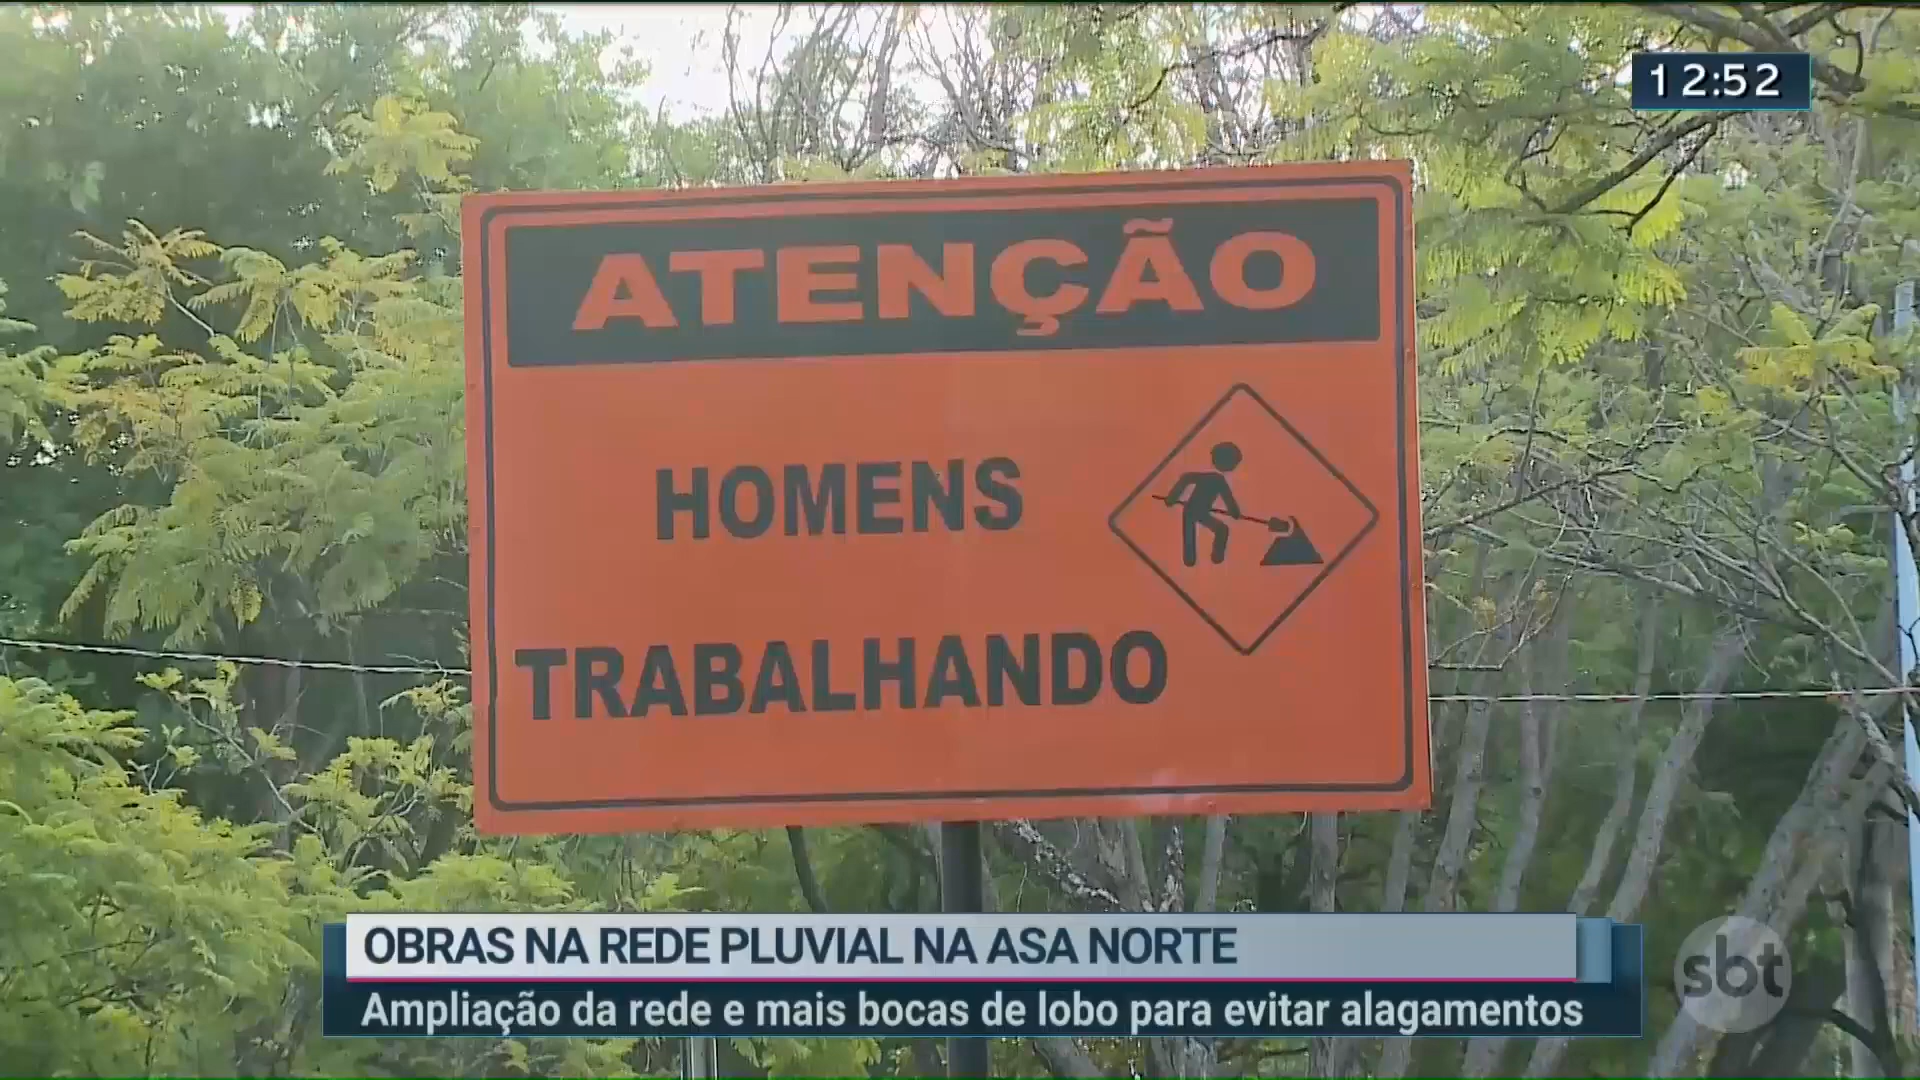 12:52
ATENÇÃO
HOMENS
TRABALHANDO
OBRAS NA REDE PLUVIAL NA ASA NORTE
Ampliação da rede e mais bocas de lobo para evitar alagamentos
sbt